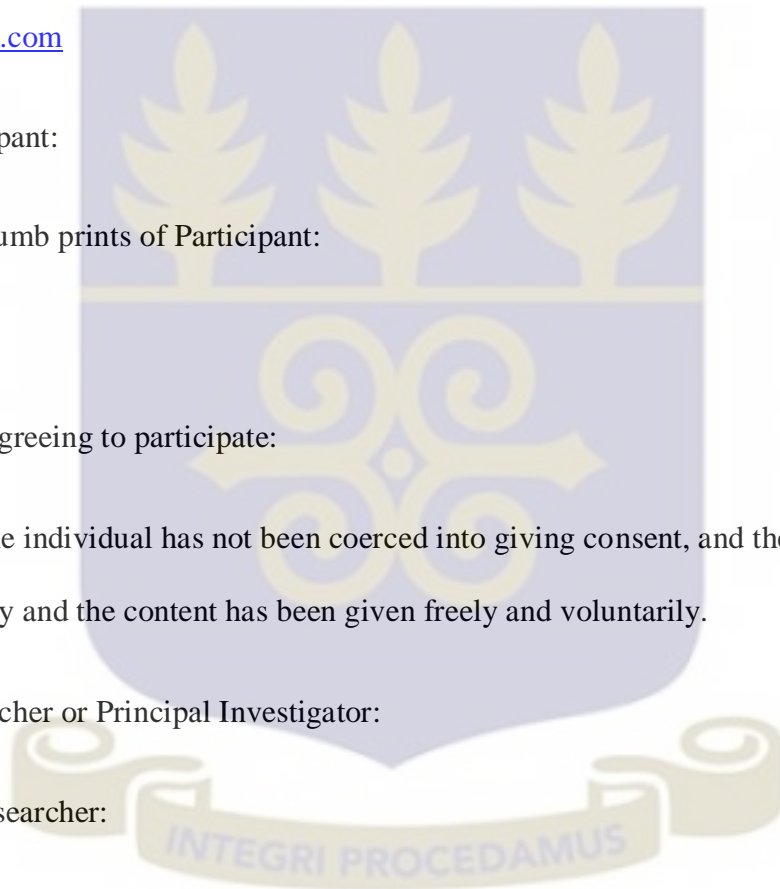 .com
pant:
umb prints of Participant:
greeing to participate:
e individual has not been coerced into giving consent, and the
y and the content has been given freely and voluntarily.
cher or Principal Investigator:
searcher:
INTEGRI PROCEDAMUS